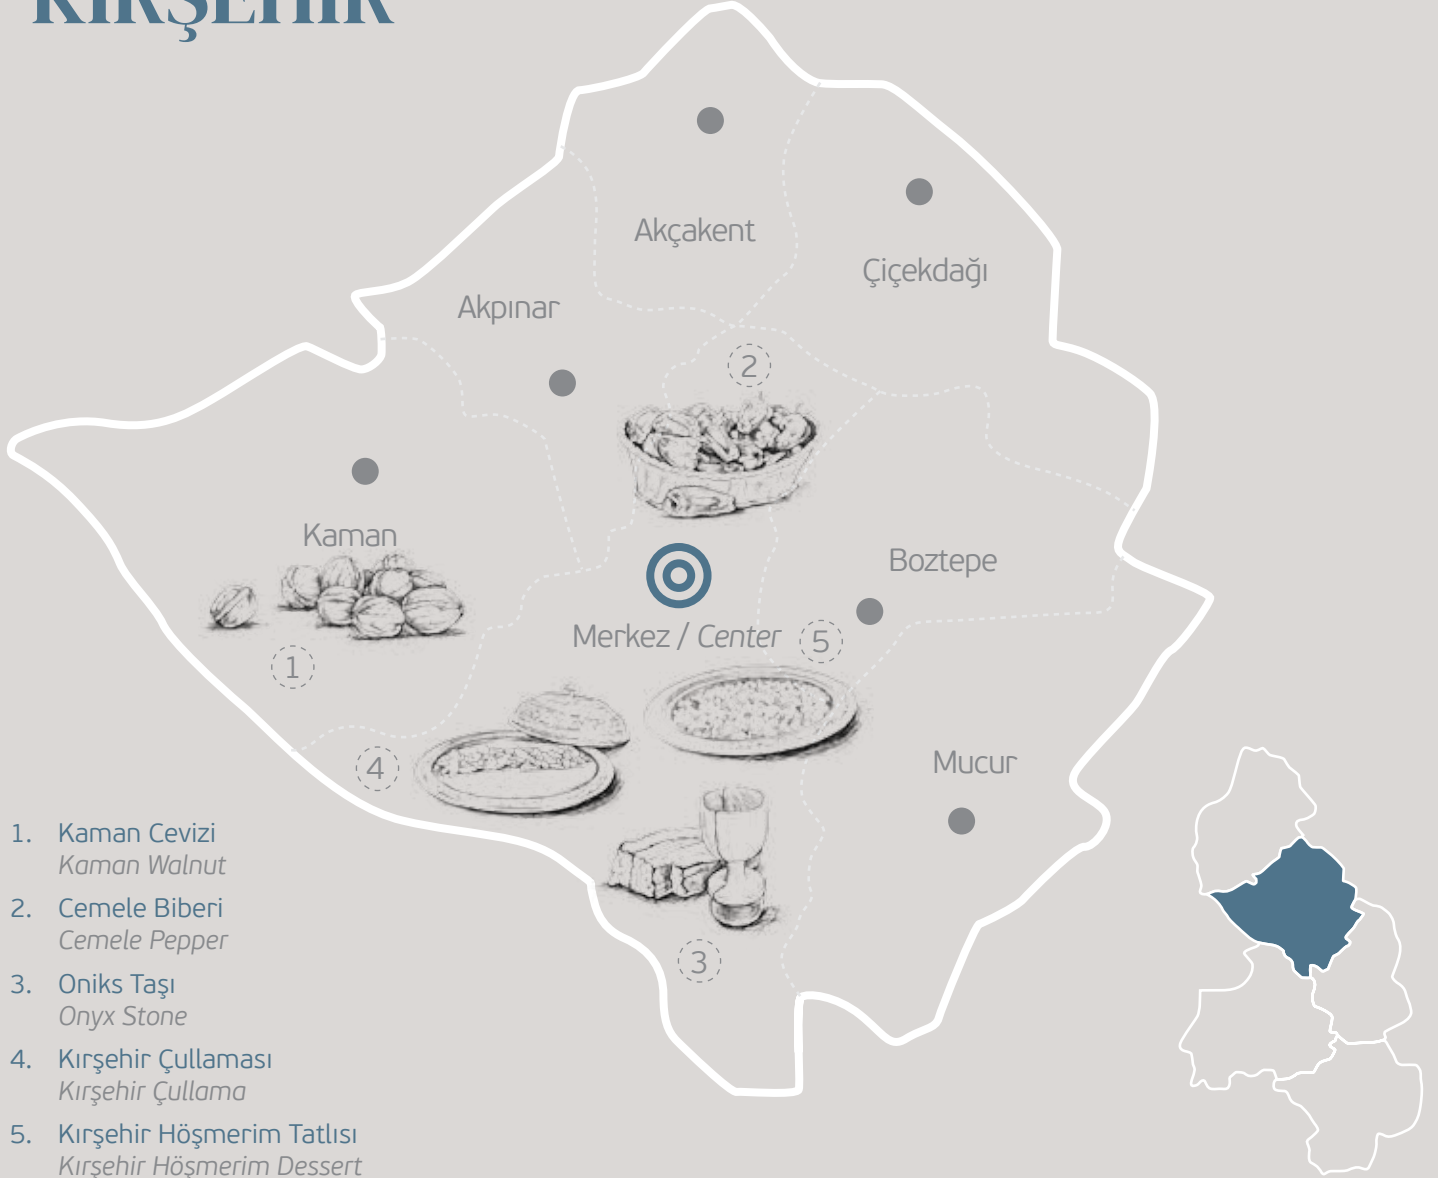 KIRŞEHİR
Akçakent
Çiçekdağı
Akpınar
2
Kaman
Boztepe
Merkez / Center
5
1
4
Mucur
3
1. Kaman Cevizi
Kaman Walnut
2. Cemele Biberi
Cemele Pepper
3. Oniks Taşı
Onyx Stone
4. Kırşehir Çullaması
Kırşehir Çullama
5. Kırşehir Höşmerim Tatlısı
Kırşehir Höşmerim Dessert